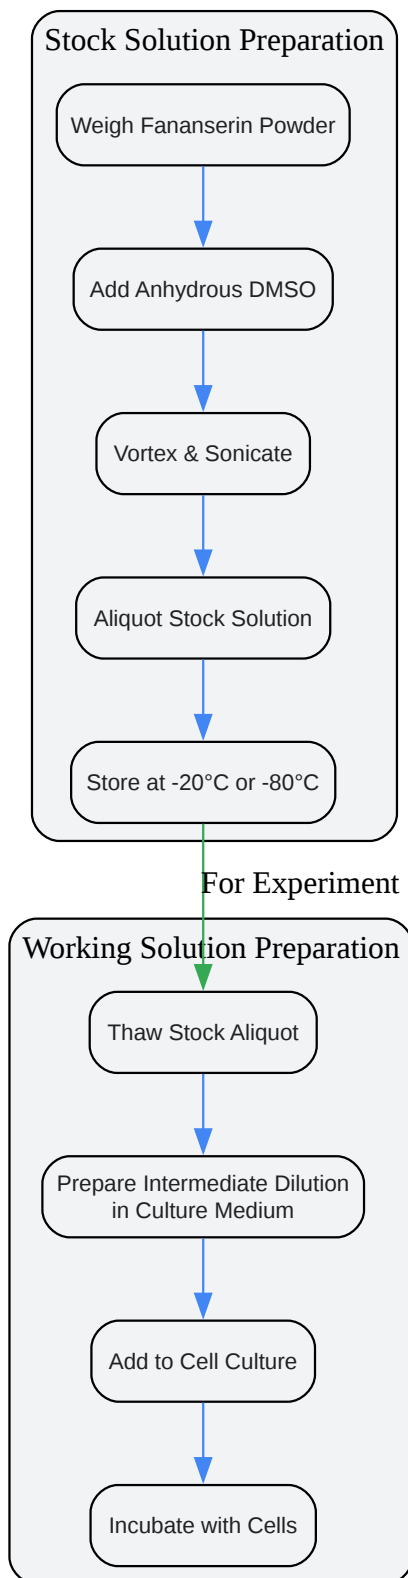 Stock Solution Preparation
Weigh Fananserin Powder
Add Anhydrous DMSO
Vortex & Sonicate
Aliquot Stock Solution
Store at -20°C or -80°C
For Experiment
Working Solution Preparation
Thaw Stock Aliquot
Prepare Intermediate Dilution
in Culture Medium
Add to Cell Culture
Incubate with Cells